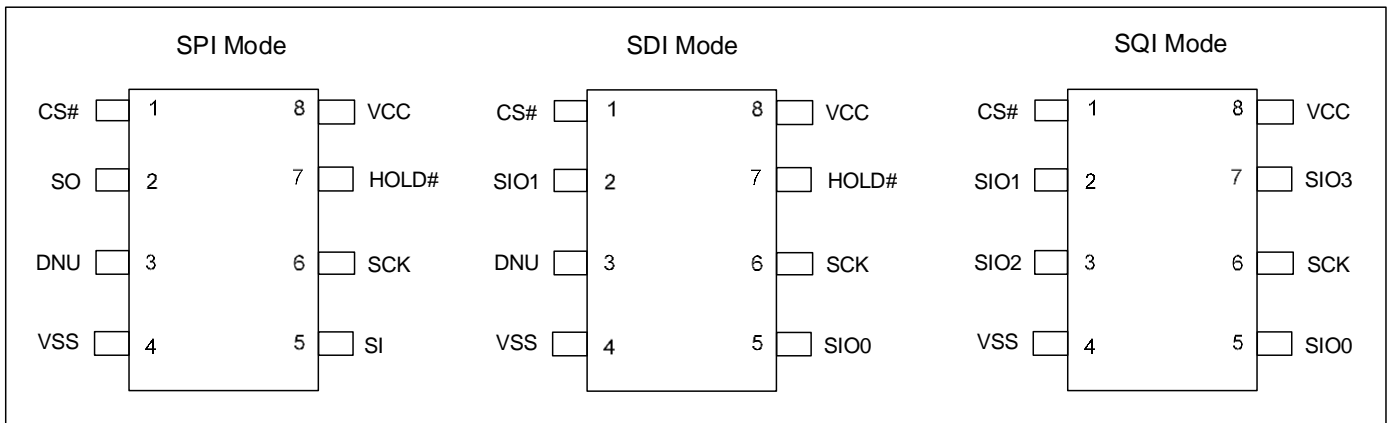 SPI Mode
CS# 1 8 VCC
SO 2 7 HOLD#
DNU 3 6 SCK
VSS 4 5 SI
SDI Mode
CS# 1 8 VCC
SIO1 2 7 HOLD#
DNU 3 6 SCK
VSS 4 5 SIO0
SQI Mode
CS# 1 8 VCC
SIO1 2 7 SIO3
SIO2 3 6 SCK
VSS 4 5 SIO0